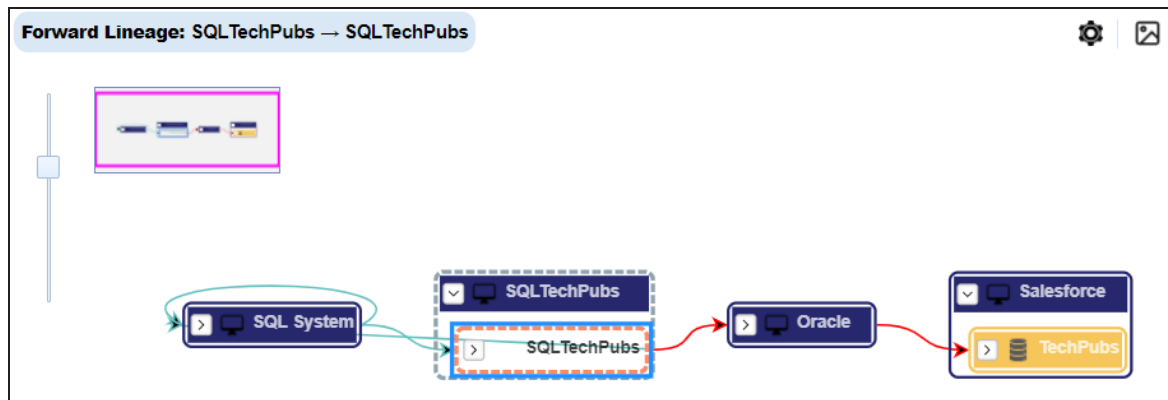 Forward Lineage: SQLTechPubs → SQLTechPubs
SQL System
SQLTechPubs
SQLTechPubs
Oracle
Salesforce
TechPubs